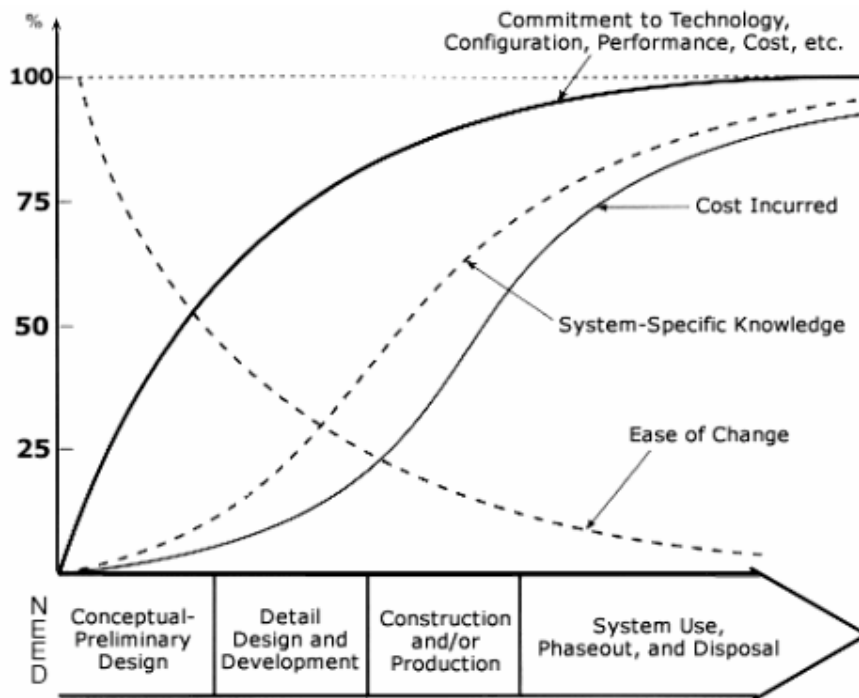 %
Commitment to Technology,
Configuration, Performance, Cost, etc.
100
75
Cost Incurred
50
System-Specific Knowledge
Ease of Change
25
NEED
Conceptual-
Preliminary
Design
Detail
Design and
Development
Construction
and/or
Production
System Use,
Phaseout, and Disposal